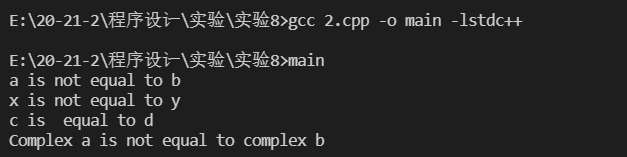 E:\20-21-2\程序设计\实验\实验8>gcc 2.cpp -o main -lstdc++
E:\20-21-2\程序设计\实验\实验8>main
a is not equal to b
x is not equal to y
c is  equal to d
Complex a is not equal to complex b